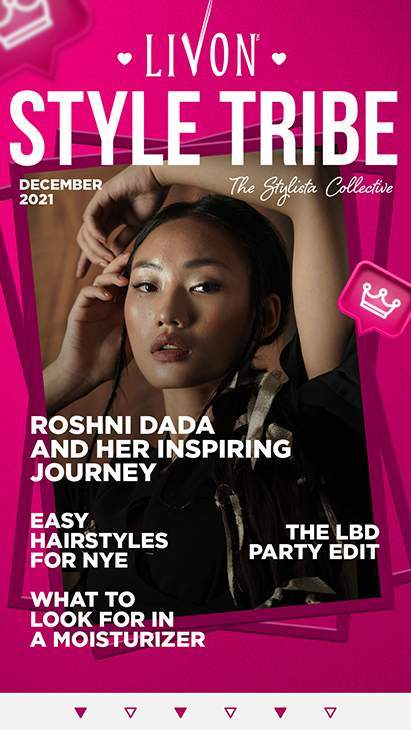 LIVON
STYLE TRIBE
DECEMBER
2021
The Stylista Collective
ROSHNI DADA
AND HER INSPIRING
JOURNEY
EASY
HAIRSTYLES
FOR NYE
THE LBD
PARTY EDIT
WHAT TO
LOOK FOR IN
A MOISTURIZER